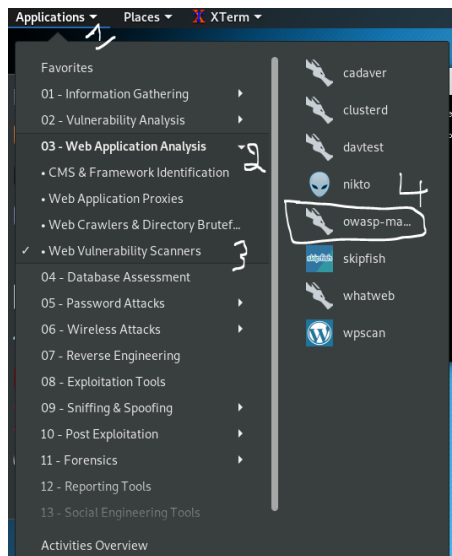 Applications Places XTerm
1
Favorites
01 - Information Gathering
02 - Vulnerability Analysis
03 - Web Application Analysis
2
• CMS & Framework Identification
• Web Application Proxies
• Web Crawlers & Directory Brutef...
✓ • Web Vulnerability Scanners
3
04 - Database Assessment
05 - Password Attacks
06 - Wireless Attacks
07 - Reverse Engineering
08 - Exploitation Tools
09 - Sniffing & Spoofing
10 - Post Exploitation
11 - Forensics
12 - Reporting Tools
13 - Social Engineering Tools
Activities Overview
cadaver
clusterd
davtest
nikto
4
owasp-ma...
skipfish
skipfish
whatweb
wpscan